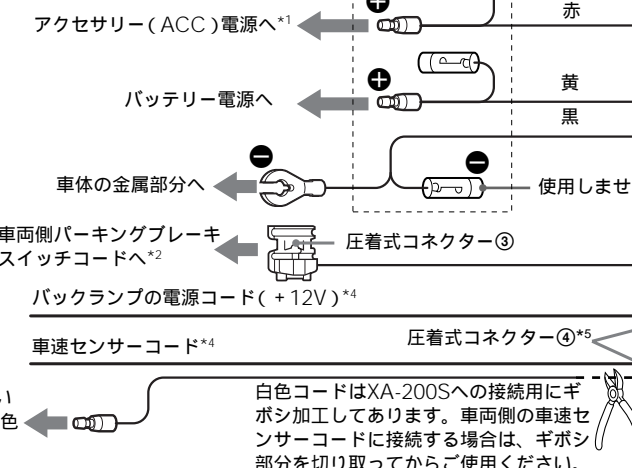 赤
アクセサリー(ACC)電源へ*1
黄
バッテリー電源へ
黒
車体の金属部分へ
使用しませ
車両側パーキングブレーキ
スイッチコードへ*2
圧着式コネクター③
バックランプの電源コード(+12V)*4
車速センサーコード*4
圧着式コネクター④*5
い
色
白色コードはXA-200Sへの接続用にギ
ボシ加工してあります。車両側の車速セ
ンサーコードに接続する場合は、ギボシ
部分を切り取ってからご使用ください。